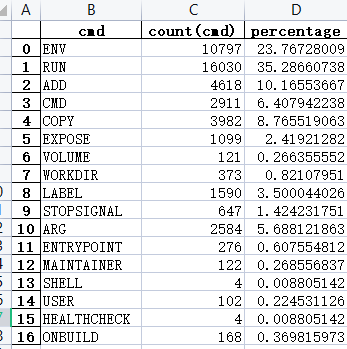 A B C D
cmd count(cmd) percentage
0 ENV 10797 23.76728009
1 RUN 16030 35.28660738
2 ADD 4618 10.16553667
3 CMD 2911 6.407942238
4 COPY 3982 8.765519063
5 EXPOSE 1099 2.41921282
6 VOLUME 121 0.266355552
7 WORKDIR 373 0.82107951
8 LABEL 1590 3.500044026
9 STOPSIGNAL 647 1.424231751
10 ARG 2584 5.688121863
11 ENTRYPOINT 276 0.607554812
12 MAINTAINER 122 0.268556837
13 SHELL 4 0.008805142
14 USER 102 0.224531126
15 HEALTHCHECK 4 0.008805142
16 ONBUILD 168 0.369815973